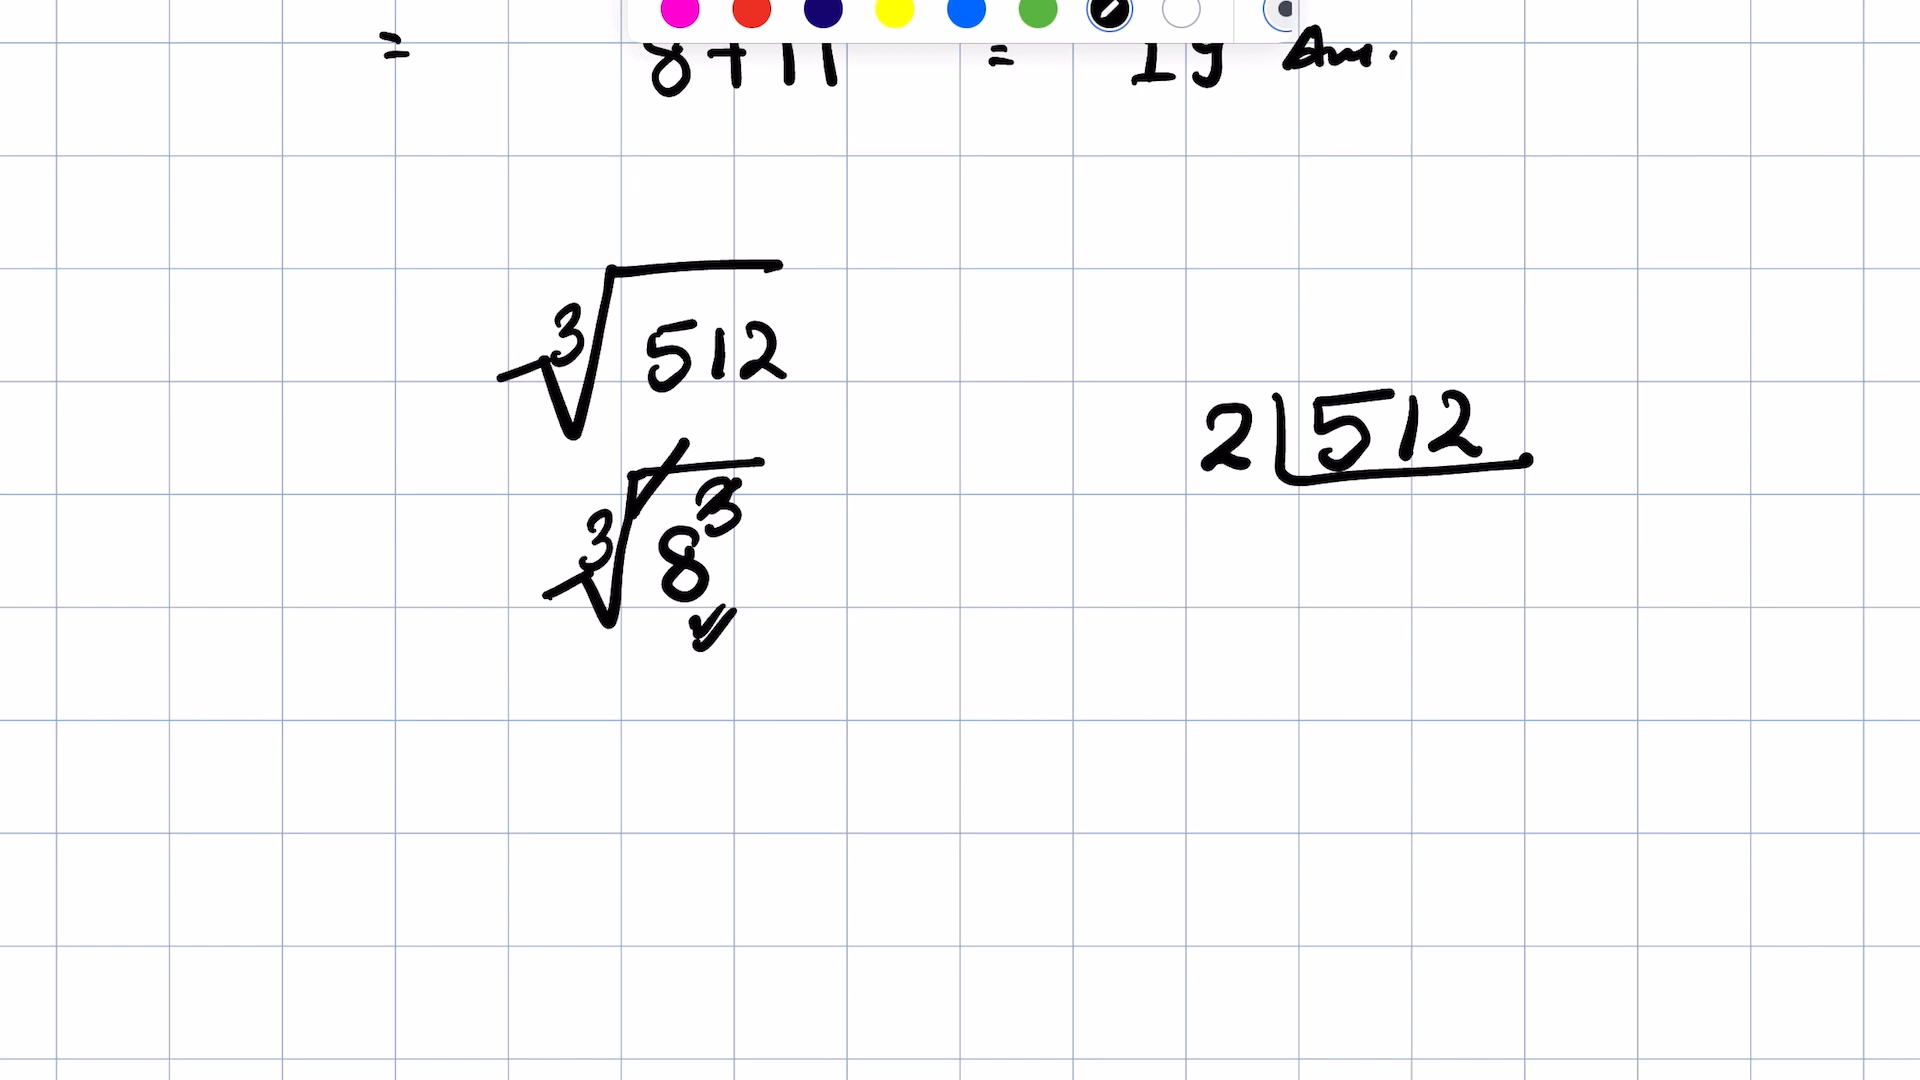 = 8+11 = 19 Ans.
∛512
2 | 512
∛8³